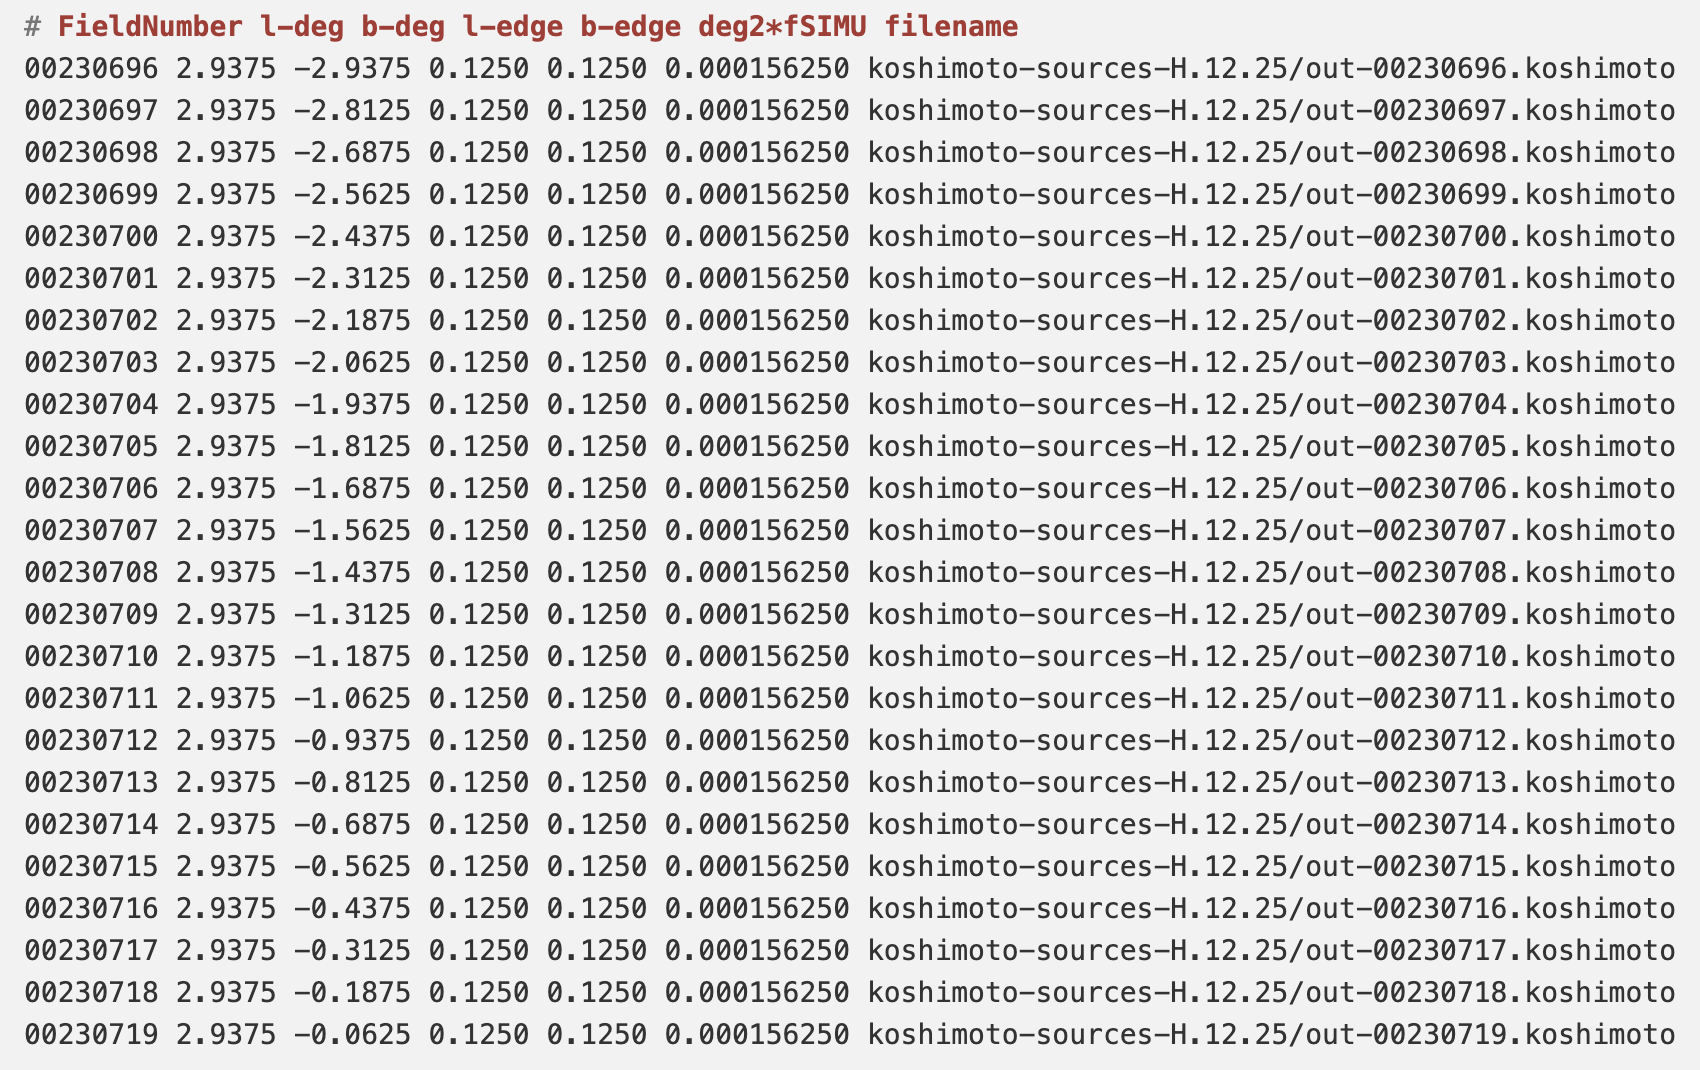 # FieldNumber l-deg b-deg l-edge b-edge deg2*fSIMU filename
00230696 2.9375 -2.9375 0.1250 0.1250 0.000156250 koshimoto-sources-H.12.25/out-00230696.koshimoto
00230697 2.9375 -2.8125 0.1250 0.1250 0.000156250 koshimoto-sources-H.12.25/out-00230697.koshimoto
00230698 2.9375 -2.6875 0.1250 0.1250 0.000156250 koshimoto-sources-H.12.25/out-00230698.koshimoto
00230699 2.9375 -2.5625 0.1250 0.1250 0.000156250 koshimoto-sources-H.12.25/out-00230699.koshimoto
00230700 2.9375 -2.4375 0.1250 0.1250 0.000156250 koshimoto-sources-H.12.25/out-00230700.koshimoto
00230701 2.9375 -2.3125 0.1250 0.1250 0.000156250 koshimoto-sources-H.12.25/out-00230701.koshimoto
00230702 2.9375 -2.1875 0.1250 0.1250 0.000156250 koshimoto-sources-H.12.25/out-00230702.koshimoto
00230703 2.9375 -2.0625 0.1250 0.1250 0.000156250 koshimoto-sources-H.12.25/out-00230703.koshimoto
00230704 2.9375 -1.9375 0.1250 0.1250 0.000156250 koshimoto-sources-H.12.25/out-00230704.koshimoto
00230705 2.9375 -1.8125 0.1250 0.1250 0.000156250 koshimoto-sources-H.12.25/out-00230705.koshimoto
00230706 2.9375 -1.6875 0.1250 0.1250 0.000156250 koshimoto-sources-H.12.25/out-00230706.koshimoto
00230707 2.9375 -1.5625 0.1250 0.1250 0.000156250 koshimoto-sources-H.12.25/out-00230707.koshimoto
00230708 2.9375 -1.4375 0.1250 0.1250 0.000156250 koshimoto-sources-H.12.25/out-00230708.koshimoto
00230709 2.9375 -1.3125 0.1250 0.1250 0.000156250 koshimoto-sources-H.12.25/out-00230709.koshimoto
00230710 2.9375 -1.1875 0.1250 0.1250 0.000156250 koshimoto-sources-H.12.25/out-00230710.koshimoto
00230711 2.9375 -1.0625 0.1250 0.1250 0.000156250 koshimoto-sources-H.12.25/out-00230711.koshimoto
00230712 2.9375 -0.9375 0.1250 0.1250 0.000156250 koshimoto-sources-H.12.25/out-00230712.koshimoto
00230713 2.9375 -0.8125 0.1250 0.1250 0.000156250 koshimoto-sources-H.12.25/out-00230713.koshimoto
00230714 2.9375 -0.6875 0.1250 0.1250 0.000156250 koshimoto-sources-H.12.25/out-00230714.koshimoto
00230715 2.9375 -0.5625 0.1250 0.1250 0.000156250 koshimoto-sources-H.12.25/out-00230715.koshimoto
00230716 2.9375 -0.4375 0.1250 0.1250 0.000156250 koshimoto-sources-H.12.25/out-00230716.koshimoto
00230717 2.9375 -0.3125 0.1250 0.1250 0.000156250 koshimoto-sources-H.12.25/out-00230717.koshimoto
00230718 2.9375 -0.1875 0.1250 0.1250 0.000156250 koshimoto-sources-H.12.25/out-00230718.koshimoto
00230719 2.9375 -0.0625 0.1250 0.1250 0.000156250 koshimoto-sources-H.12.25/out-00230719.koshimoto